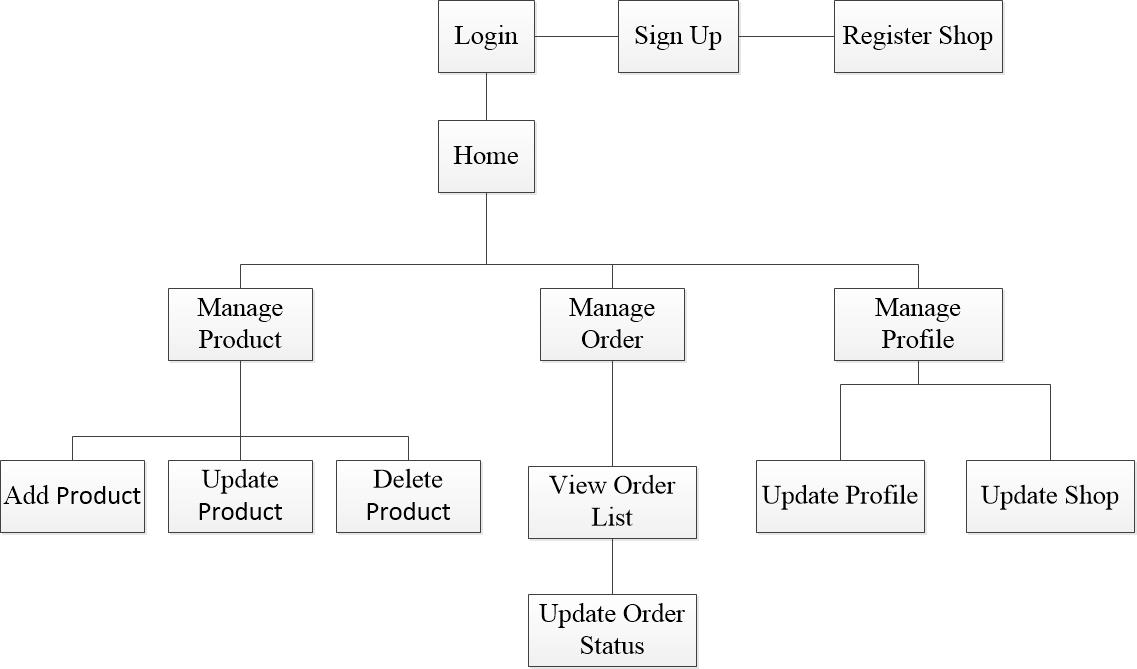 Login
Sign Up
Register Shop
Home
Manage
Product
Manage
Order
Manage
Profile
Add Product
Update
Product
Delete
Product
View Order
List
Update Profile
Update Shop
Update Order
Status